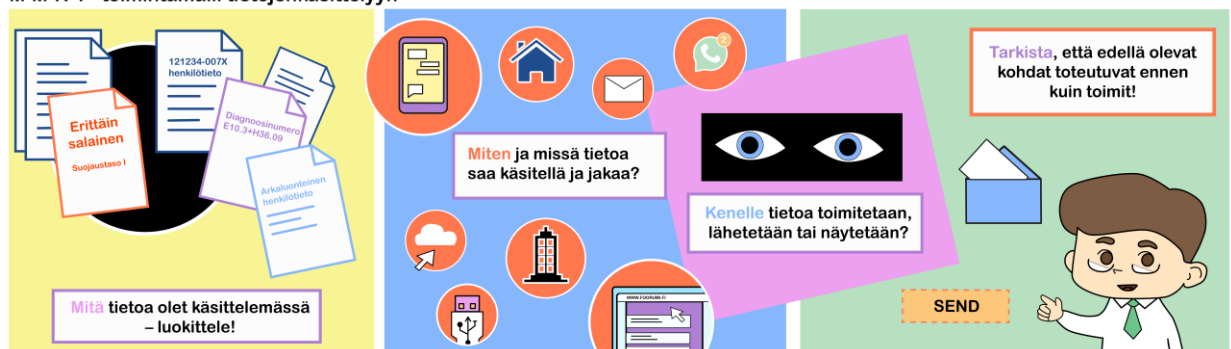 121234-007X
henkilötieto
Erittäin
salainen
Suojaustaso I
Diagnoosinumero
E10.3+H36.09
Arkaluonteinen
henkilötieto
Mitä tietoa olet käsittelemässä
– luokittele!
2
Miten ja missä tietoa
saa käsitellä ja jakaa?
Kenelle tietoa toimitetaan,
lähetetään tai näytetään?
WWW.FOORUMI.FI
Tarkista, että edellä olevat
kohdat toteutuvat ennen
kuin toimit!
SEND